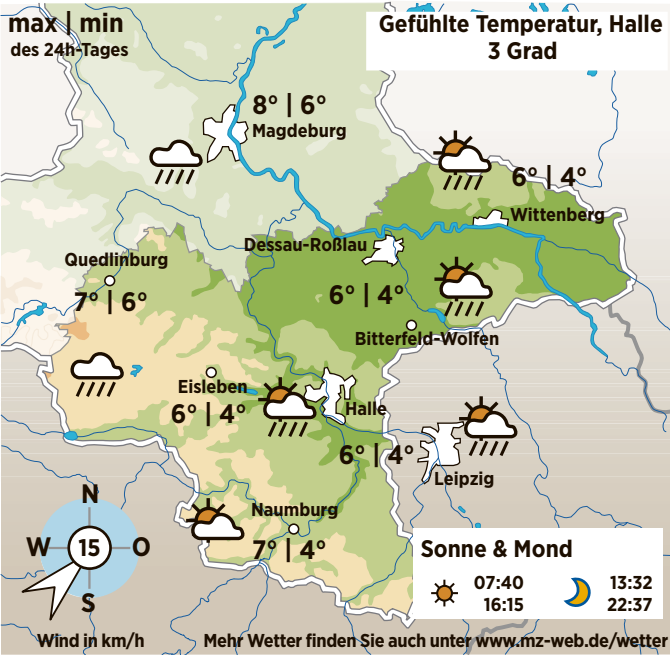 max | min
des 24h-Tages
Gefühlte Temperatur, Halle
3 Grad
8° | 6°
Magdeburg
6° | 4°
Wittenberg
Dessau-Roßlau
Quedlinburg
7° | 6°
6° | 4°
Bitterfeld-Wolfen
Eisleben
6° | 4°
Halle
6° | 4°
Leipzig
Naumburg
7° | 4°
N
W 15 O
S
Wind in km/h
Sonne & Mond
07:40 13:32
16:15 22:37
Mehr Wetter finden Sie auch unter www.mz-web.de/wetter